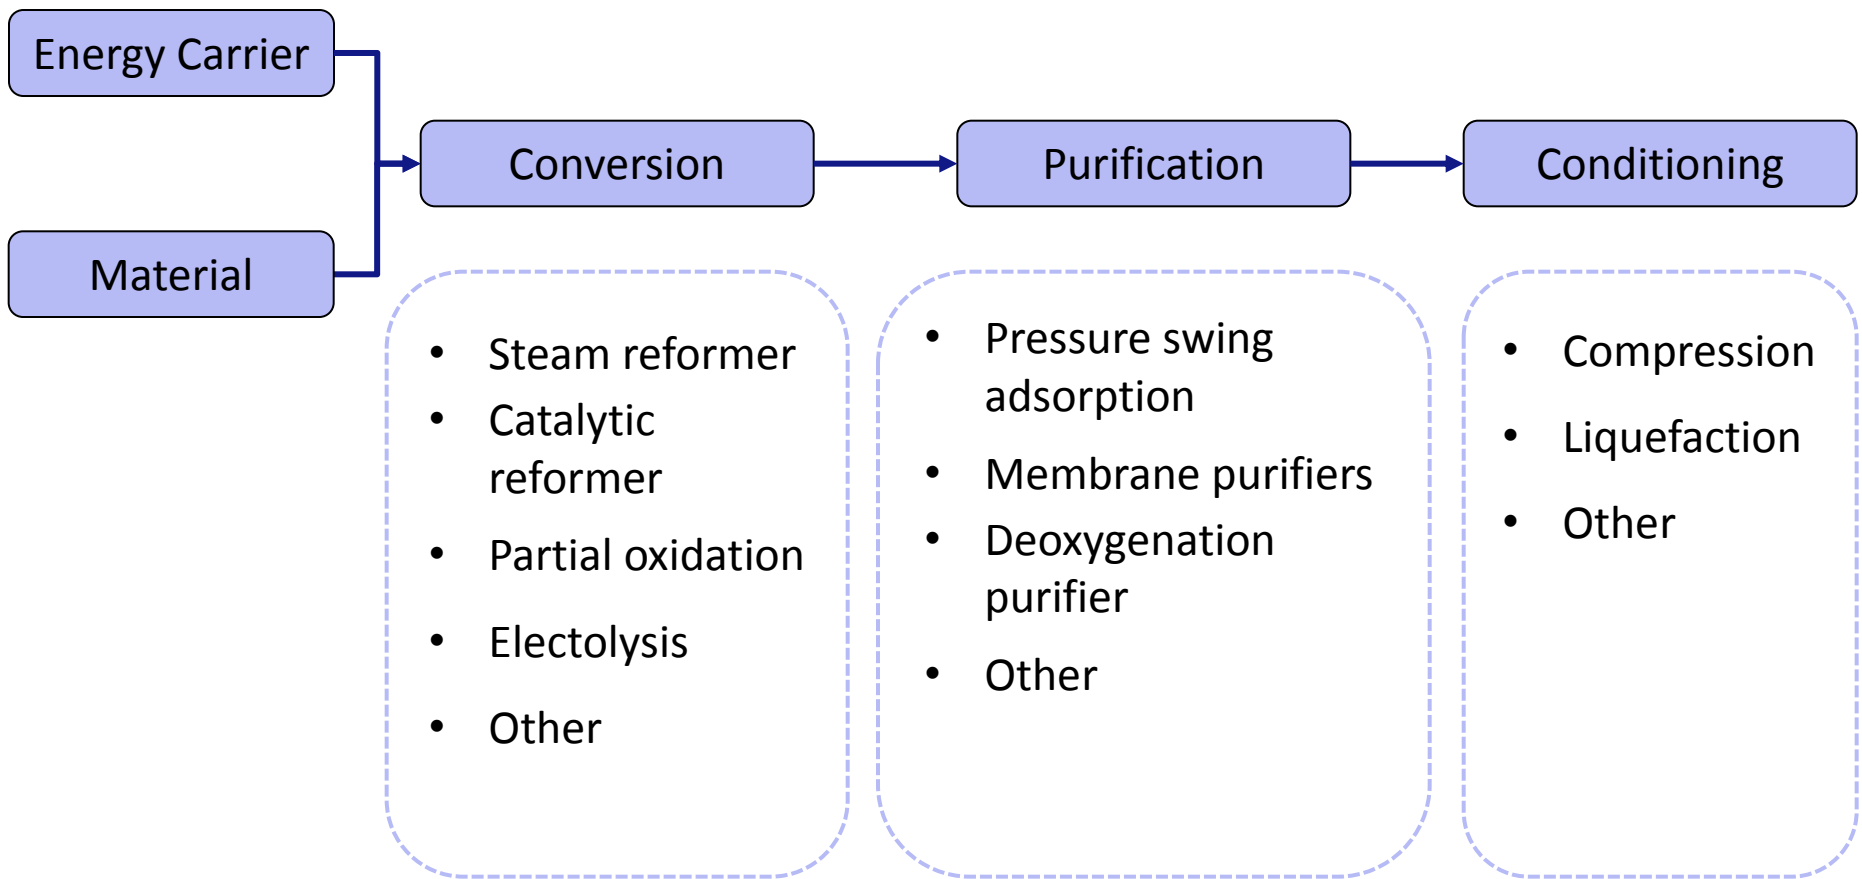 Energy Carrier
Material
Conversion
Purification
Conditioning
• Steam reformer
• Catalytic
reformer
• Partial oxidation
• Electolysis
• Other
• Pressure swing
adsorption
• Membrane purifiers
• Deoxygenation
purifier
• Other
• Compression
• Liquefaction
• Other